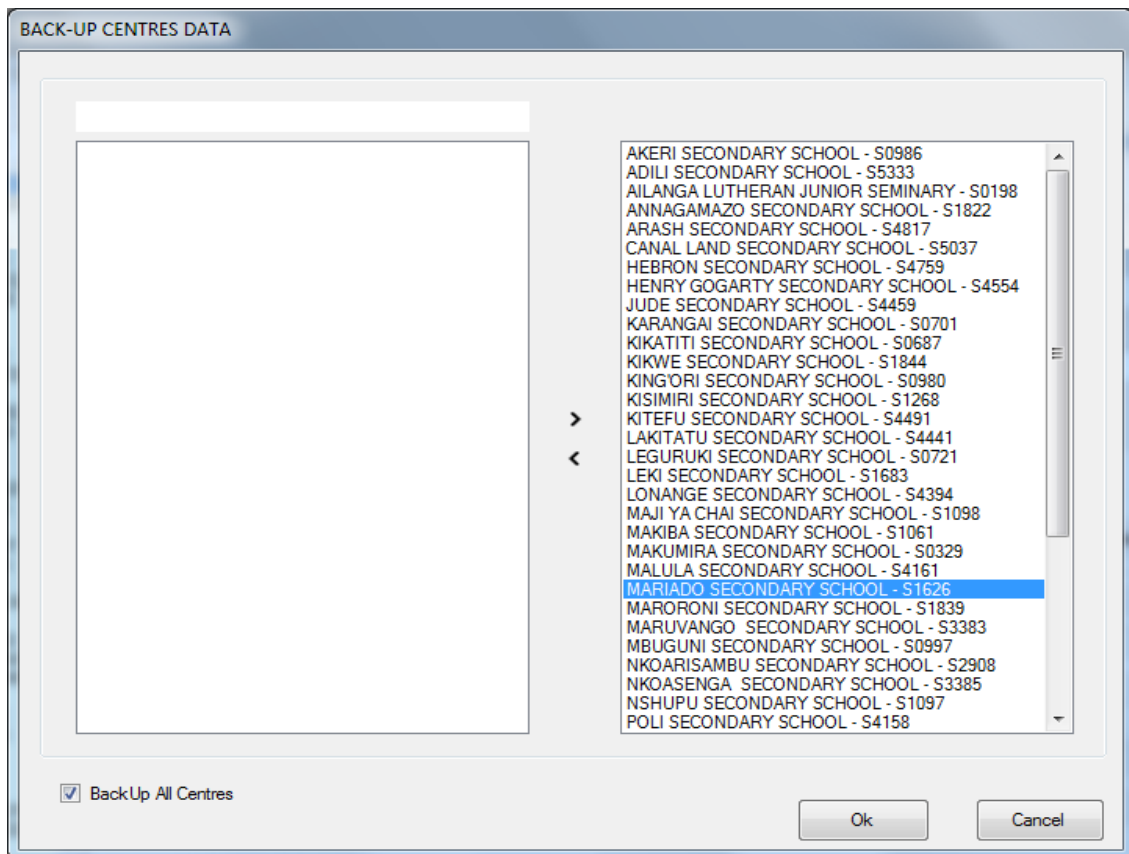 BACK-UP CENTRES DATA
AKERI SECONDARY SCHOOL - S0986
ADILI SECONDARY SCHOOL - S5333
AILANGA LUTHERAN JUNIOR SEMINARY - S0198
ANNAGAMAZO SECONDARY SCHOOL - S1822
ARASH SECONDARY SCHOOL - S4817
CANAL LAND SECONDARY SCHOOL - S5037
HEBRON SECONDARY SCHOOL - S4759
HENRY GOGARTY SECONDARY SCHOOL - S4554
JUDE SECONDARY SCHOOL - S4459
KARANGAI SECONDARY SCHOOL - S0701
KIKATITI SECONDARY SCHOOL - S0687
KIKWE SECONDARY SCHOOL - S1844
KING'ORI SECONDARY SCHOOL - S0980
KISIMIRI SECONDARY SCHOOL - S1268
KITEFU SECONDARY SCHOOL - S4491
LAKITATU SECONDARY SCHOOL - S4441
LEGURUKI SECONDARY SCHOOL - S0721
LEKI SECONDARY SCHOOL - S1683
LONANGE SECONDARY SCHOOL - S4394
MAJI YA CHAI SECONDARY SCHOOL - S1098
MAKIBA SECONDARY SCHOOL - S1061
MAKUMIRA SECONDARY SCHOOL - S0329
MALULA SECONDARY SCHOOL - S4161
MARIADO SECONDARY SCHOOL - S1626
MARORONI SECONDARY SCHOOL - S1839
MARUVANGO  SECONDARY SCHOOL - S3383
MBUGUNI SECONDARY SCHOOL - S0997
NKOARISAMBU SECONDARY SCHOOL - S2908
NKOASENGA  SECONDARY SCHOOL - S3385
NSHUPU SECONDARY SCHOOL - S1097
POLI SECONDARY SCHOOL - S4158
>
<
BackUp All Centres
Ok
Cancel